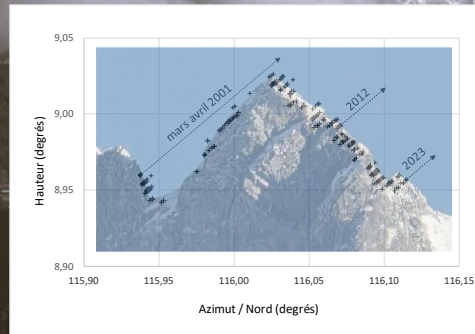 9,05
9,00
8,95
8,90
Hauteur (degrés)
mars avril 2001
2012
2023
115,90 115,95 116,00 116,05 116,10 116,15
Azimut / Nord (degrés)